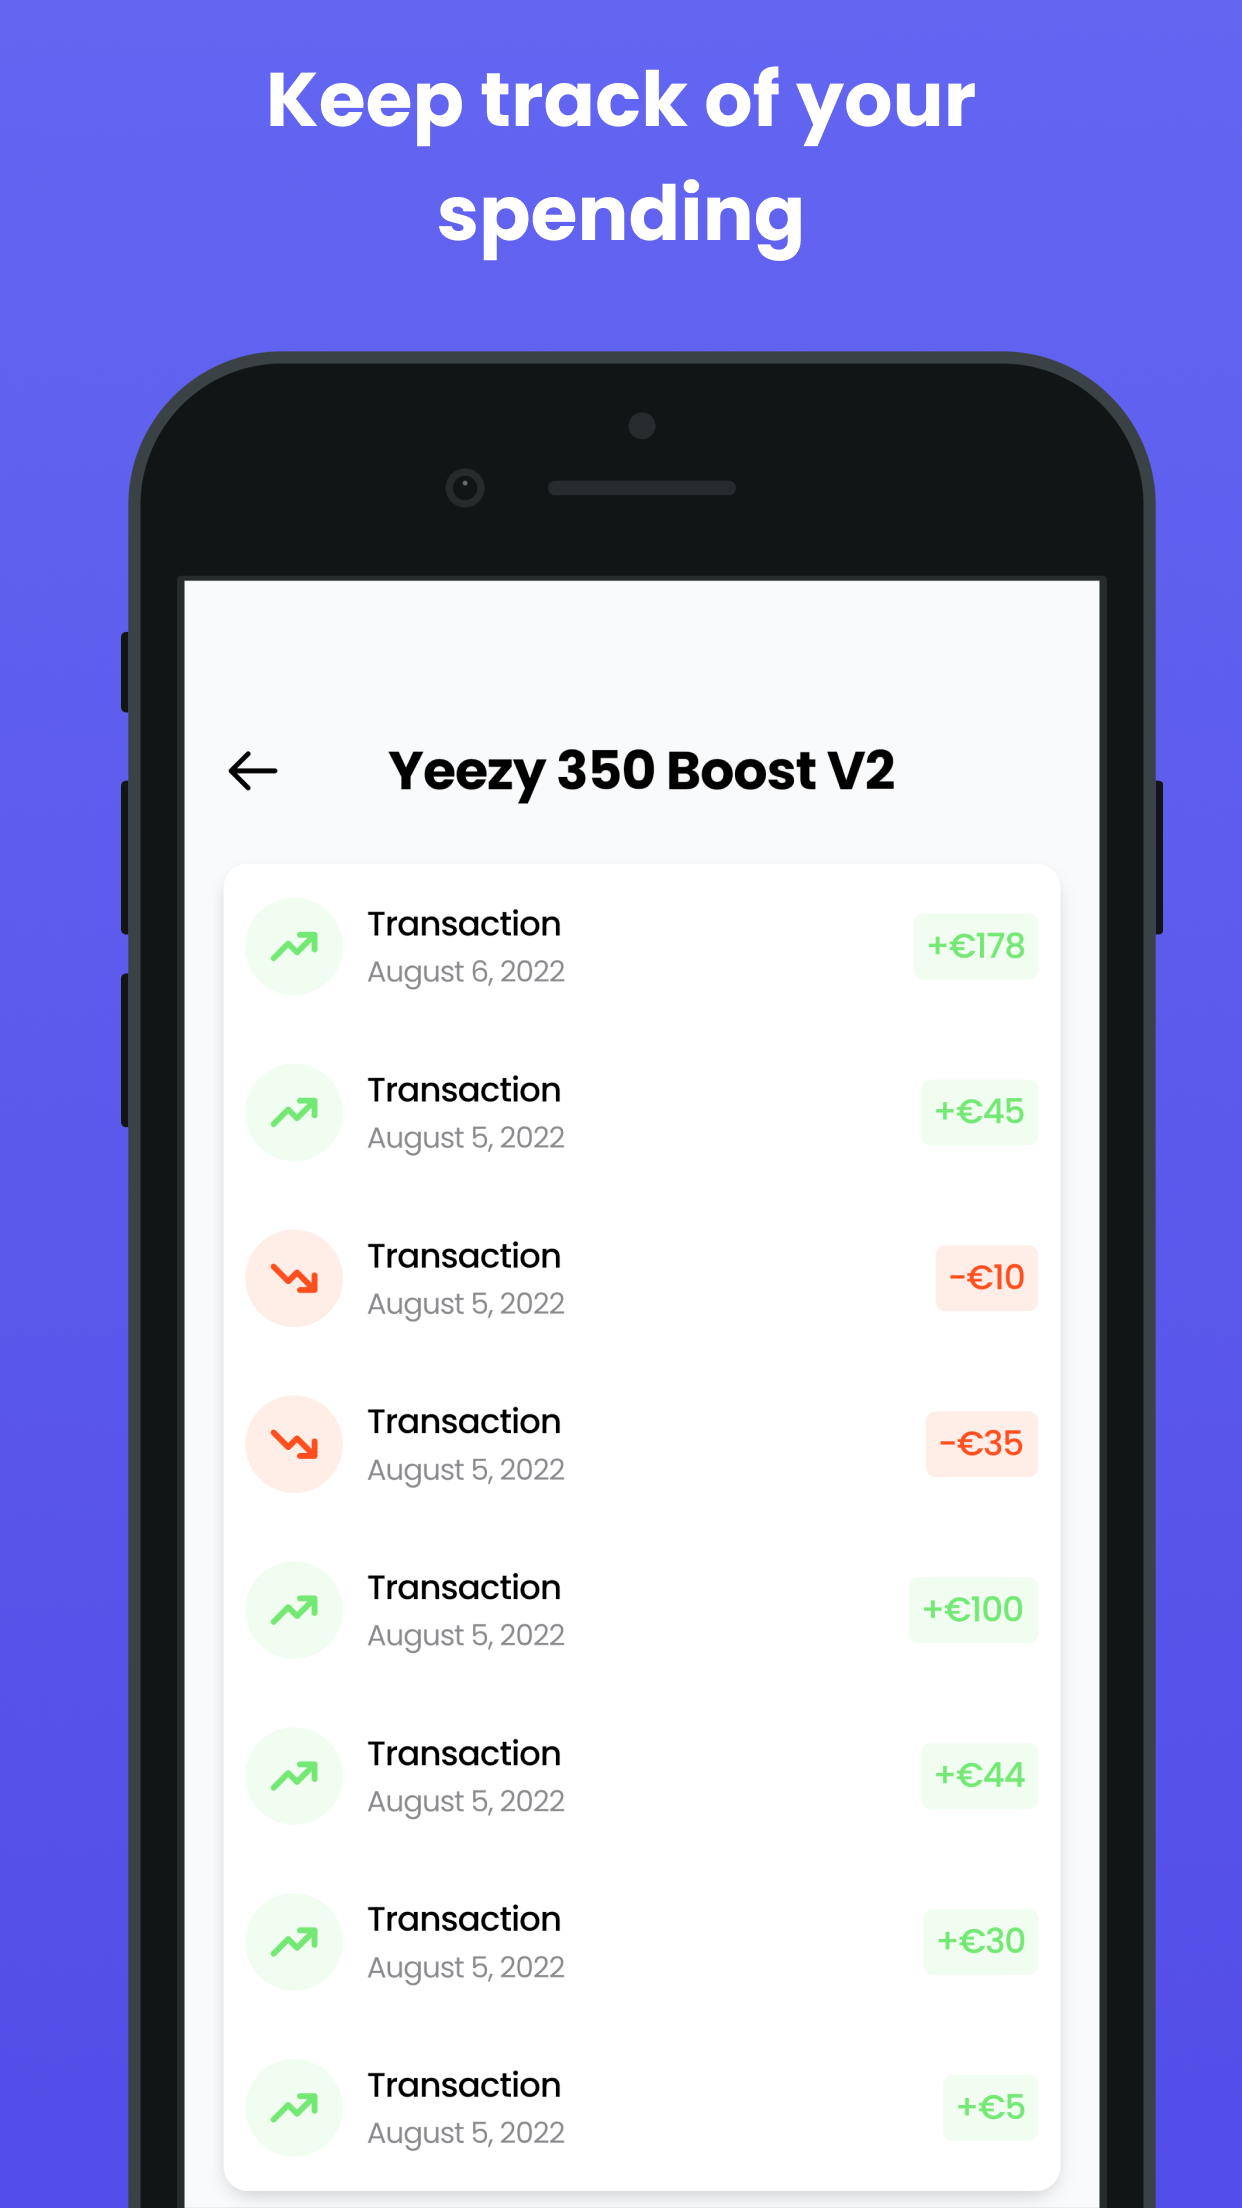 Keep track of your
spending
Yeezy 350 Boost V2
Transaction
August 6, 2022
+€178
Transaction
August 5, 2022
+€45
Transaction
August 5, 2022
-€10
Transaction
August 5, 2022
-€35
Transaction
August 5, 2022
+€100
Transaction
August 5, 2022
+€44
Transaction
August 5, 2022
+€30
Transaction
August 5, 2022
+€5